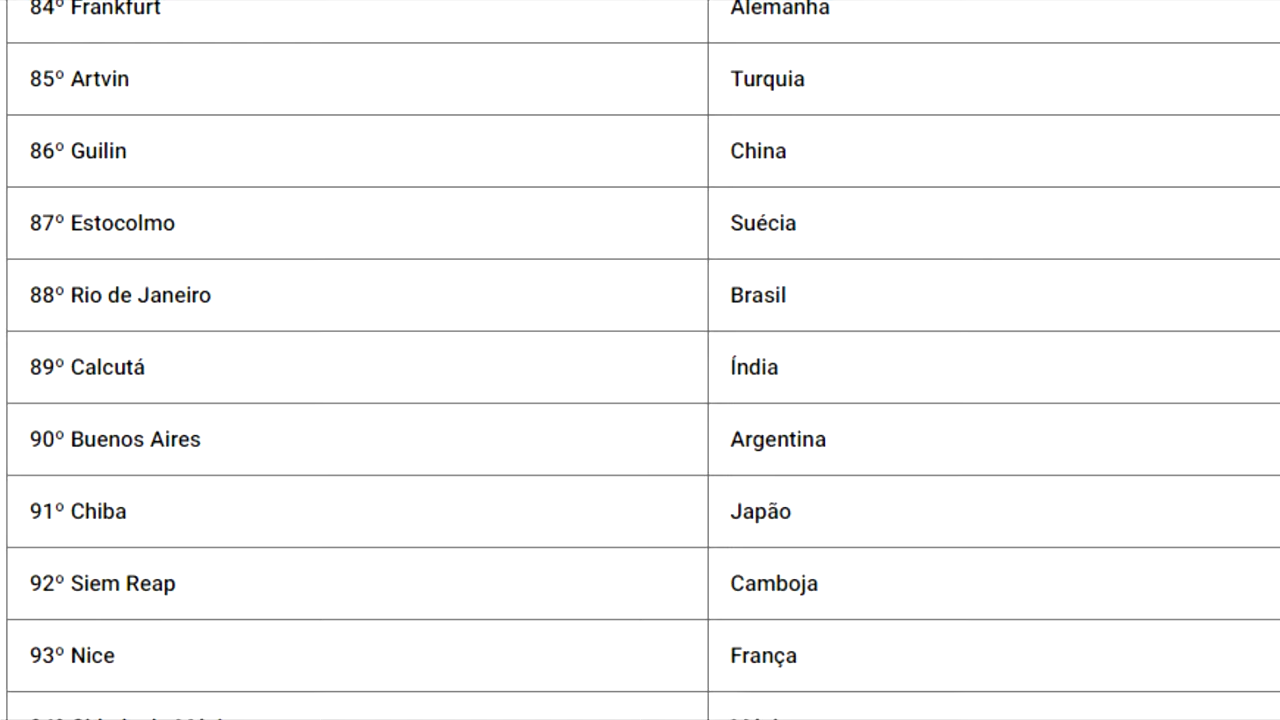 84º Frankfurt Alemanha
85º Artvin Turquia
86º Guilin China
87º Estocolmo Suécia
88º Rio de Janeiro Brasil
89º Calcutá Índia
90º Buenos Aires Argentina
91º Chiba Japão
92º Siem Reap Camboja
93º Nice França